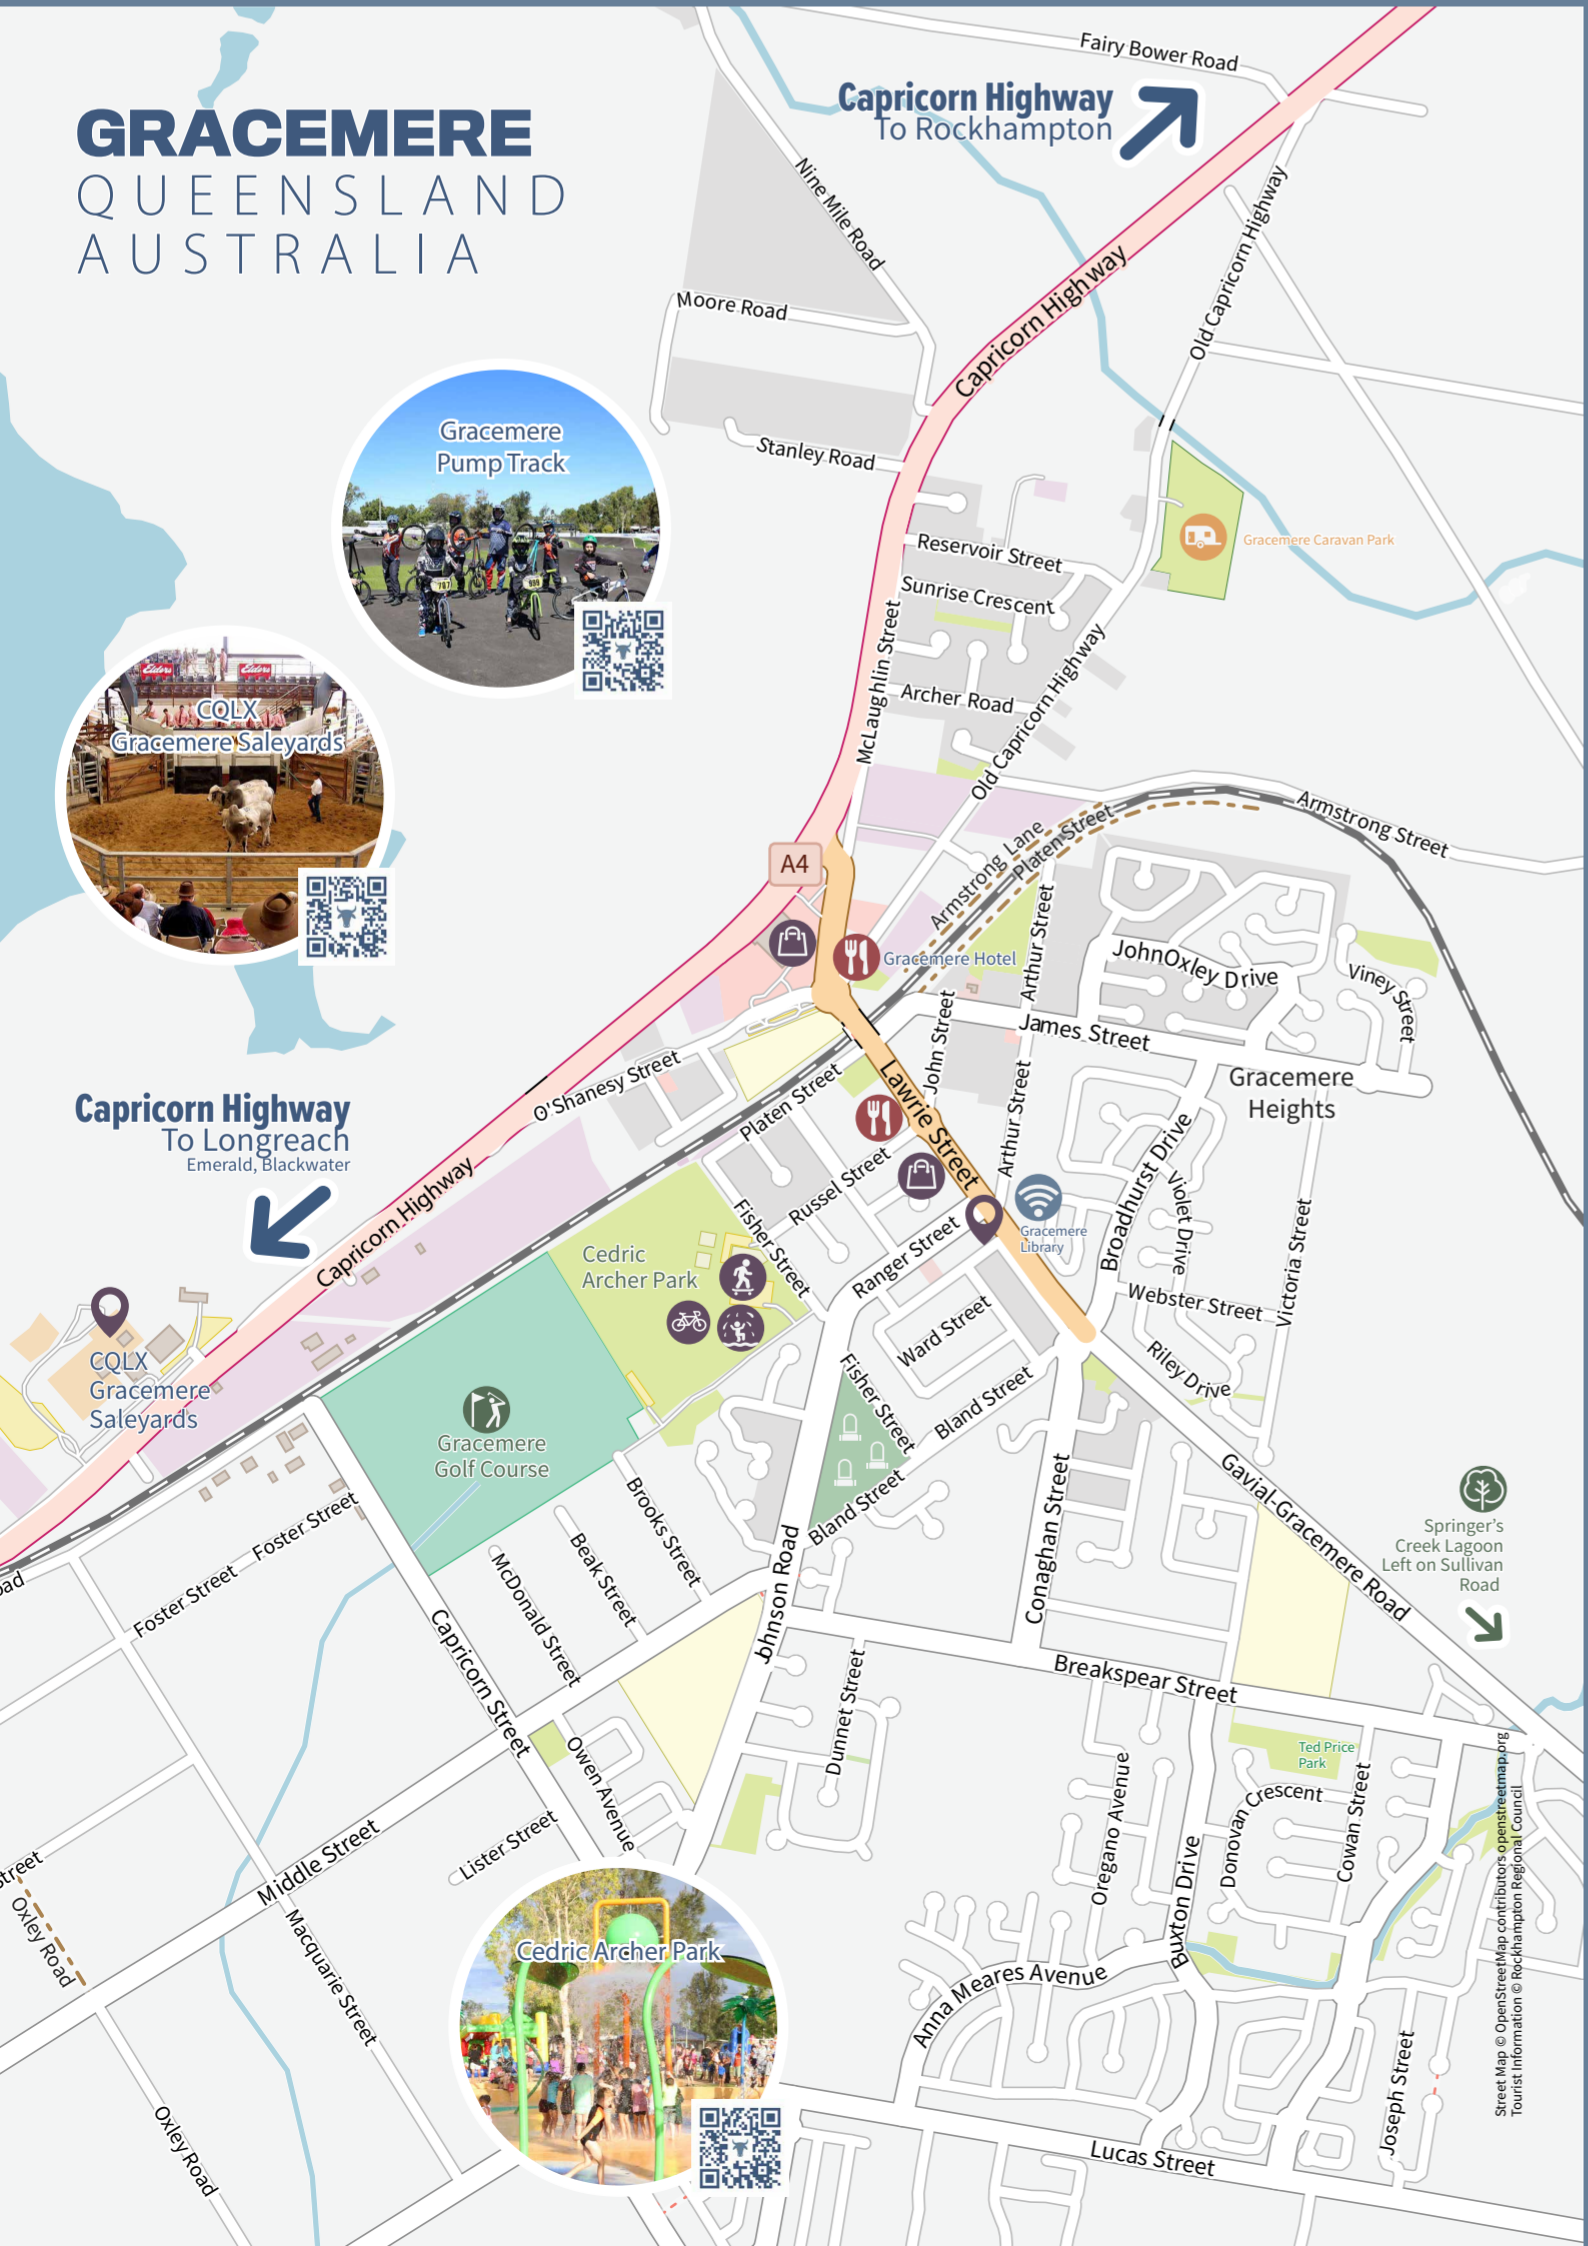 GRACEMERE
QUEENSLAND
AUSTRALIA
Fairy Bower Road
Capricorn Highway
To Rockhampton
Nine Mile Road
Old Capricorn Highway
Capricorn Highway
Moore Road
Stanley Road
Gracemere
Pump Track
707
999
Reservoir Street
Gracemere Caravan Park
Sunrise Crescent
McLaughlin Street
Archer Road
Old Capricorn Highway
Elders
Elders
CQLX
Gracemere Saleyards
Armstrong Street
Armstrong Lane
Platen Street
A4
Gracemere Hotel
Arthur Street
JohnOxley Drive
Viney Street
John Street
James Street
Gracemere
Heights
O'Shanesy Street
Platen Street
Lawrie Street
Arthur Street
Capricorn Highway
To Longreach
Emerald, Blackwater
Capricorn Highway
Russel Street
Fisher Street
Ranger Street
Gracemere
Library
Broadhurst Drive
Violet Drive
Victoria Street
Cedric
Archer Park
Webster Street
Ward Street
Riley Drive
CQLX
Gracemere
Saleyards
Fisher Street
Bland Street
Gracemere
Golf Course
Bland Street
Gavial-Gracemere Road
Springer's
Creek Lagoon
Left on Sullivan
Road
Conaghan Street
Brooks Street
Beak Street
McDonald Street
Foster Street
Foster Street
oad
Johnson Road
Capricorn Street
Breakspear Street
Dunnet Street
Owen Avenue
Ted Price
Park
Oregano Avenue
Donovan Crescent
Cowan Street
Buxton Drive
Lister Street
Middle Street
treet
Oxley Road
Macquarie Street
Cedric Archer Park
Anna Meares Avenue
Joseph Street
Oxley Road
Lucas Street
Street Map © OpenStreetMap contributors openstreetmap.org
Tourist Information © Rockhampton Regional Council